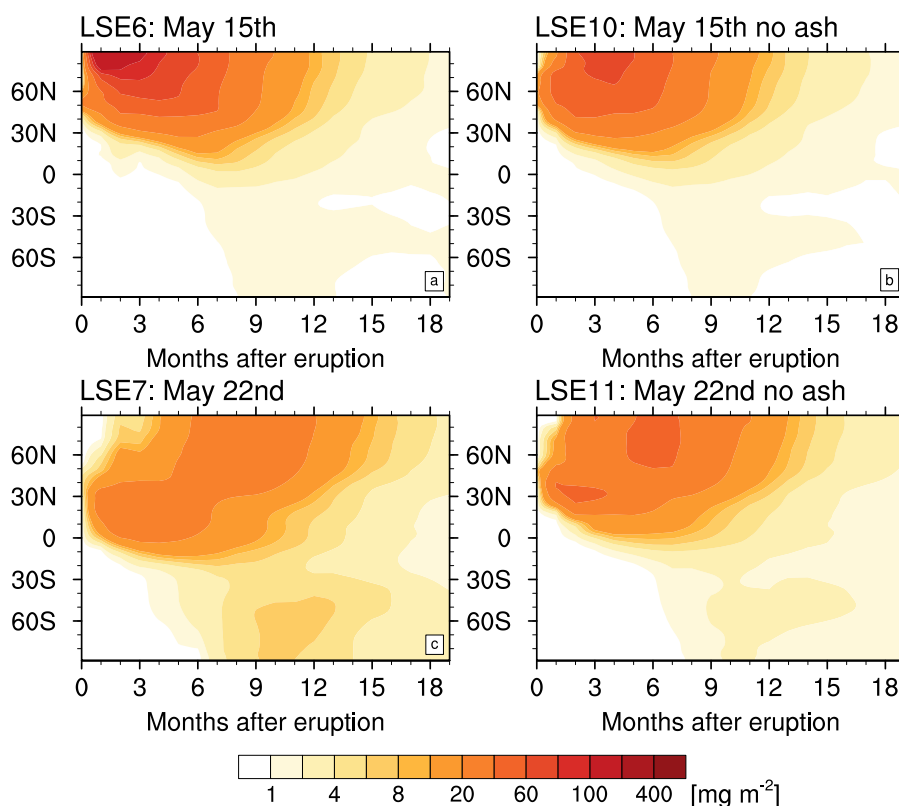 LSE6: May 15th
LSE10: May 15th no ash
60N
30N
0
30S
60S
a
60N
30N
0
30S
60S
b
0 3 6 9 12 15 18
0 3 6 9 12 15 18
Months after eruption
Months after eruption
LSE7: May 22nd
LSE11: May 22nd no ash
60N
30N
0
30S
60S
c
60N
30N
0
30S
60S
0 3 6 9 12 15 18
0 3 6 9 12 15 18
Months after eruption
Months after eruption
1 4 8 20 60 100 400 [mg m⁻²]